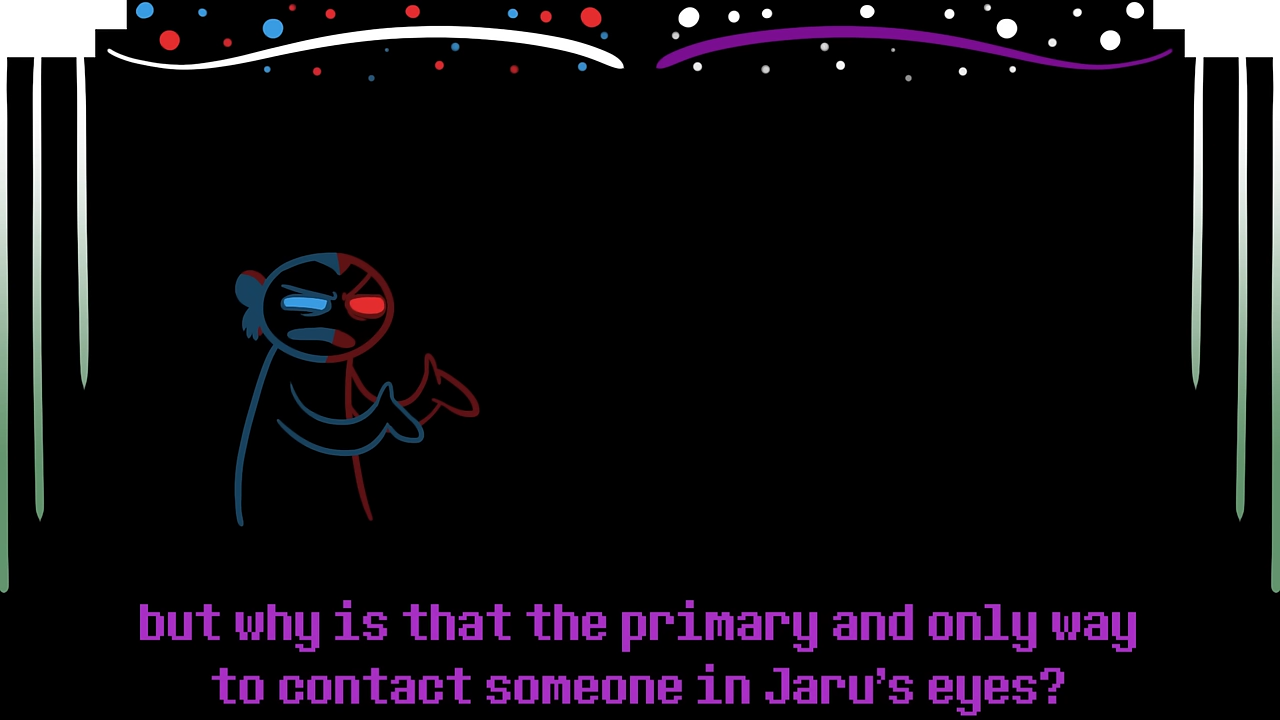 but why is that the primary and only way
to contact someone in Jaru's eyes?